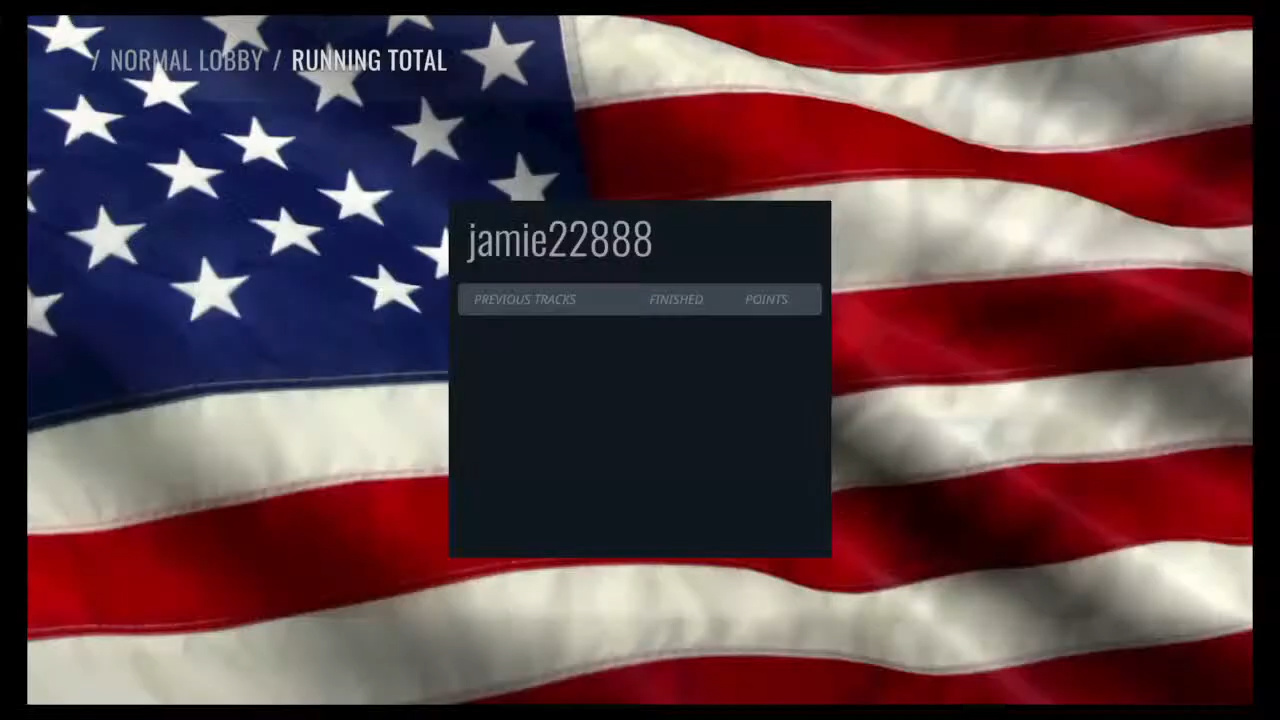 / NORMAL LOBBY / RUNNING TOTAL
jamie22888
PREVIOUS TRACKS FINISHED POINTS